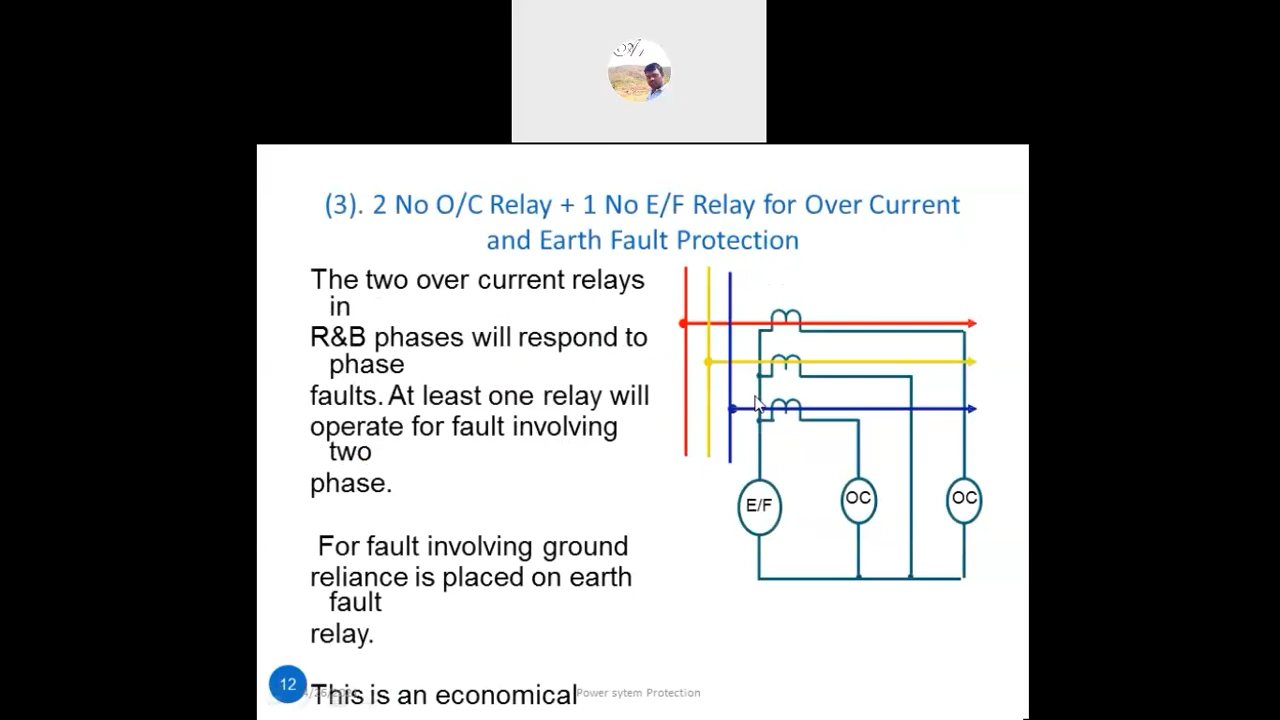 (3). 2 No O/C Relay + 1 No E/F Relay for Over Current
and Earth Fault Protection
The two over current relays
in
R&B phases will respond to
phase
faults. At least one relay will
operate for fault involving
two
phase.
For fault involving ground
reliance is placed on earth
fault
relay.
This is an economical
E/F
OC
OC
12
Power sytem Protection